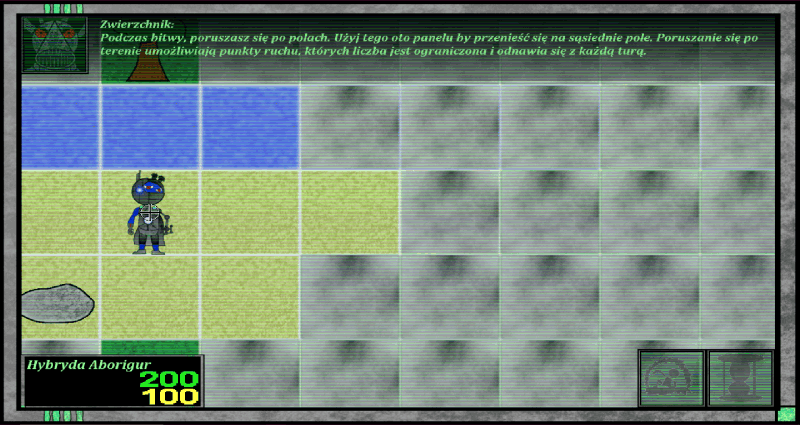 Zwierzchnik:
Podczas bitwy, poruszasz się po polach. Użyj tego oto panelu by przenieść się na sąsiednie pole. Poruszanie się po
terenie umożliwiają punkty ruchu, których liczba jest ograniczona i odnawia się z każdą turą.
Hybryda Aborigur
200
100